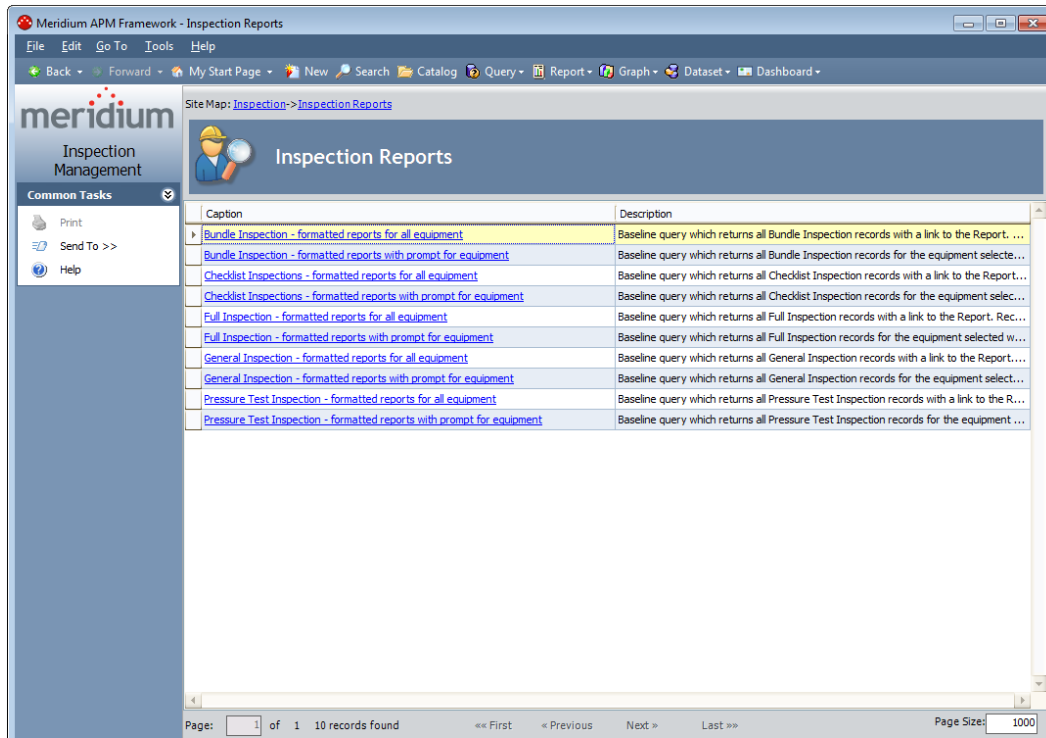 Meridium APM Framework - Inspection Reports
File Edit Go To Tools Help
Back Forward My Start Page New Search Catalog Query Report Graph Dataset Dashboard
meridium
Inspection
Management
Common Tasks
Print
Send To >>
Help
Site Map: Inspection->Inspection Reports
Inspection Reports
Caption Description
Bundle Inspection - formatted reports for all equipment Baseline query which returns all Bundle Inspection records with a link to the Report. ...
Bundle Inspection - formatted reports with prompt for equipment Baseline query which returns all Bundle Inspection records for the equipment selecte...
Checklist Inspections - formatted reports for all equipment Baseline query which returns all Checklist Inspection records with a link to the Report...
Checklist Inspections - formatted reports with prompt for equipment Baseline query which returns all Checklist Inspection records for the equipment selec...
Full Inspection - formatted reports for all equipment Baseline query which returns all Full Inspection records with a link to the Report. Rec...
Full Inspection - formatted reports with prompt for equipment Baseline query which returns all Full Inspection records for the equipment selected w...
General Inspection - formatted reports for all equipment Baseline query which returns all General Inspection records with a link to the Report....
General Inspection - formatted reports with prompt for equipment Baseline query which returns all General Inspection records for the equipment select...
Pressure Test Inspection - formatted reports for all equipment Baseline query which returns all Pressure Test Inspection records with a link to the R...
Pressure Test Inspection - formatted reports with prompt for equipment Baseline query which returns all Pressure Test Inspection records for the equipment ...
Page: 1 of 1 10 records found «« First « Previous Next » Last »» Page Size: 1000